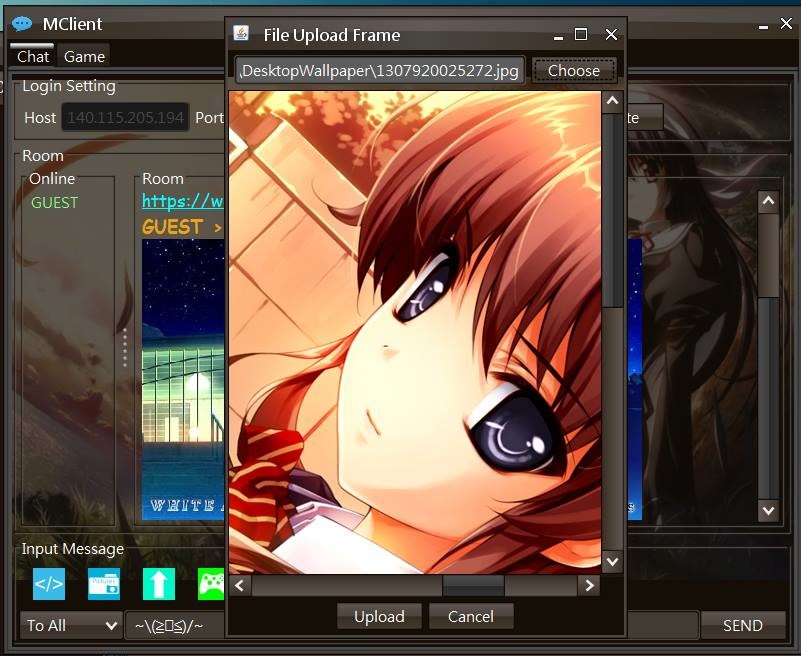 MClient
Chat Game
Login Setting
Host 140.115.205.194 Port
Room
Online
GUEST
Room
https://w
GUEST >
WHITE
File Upload Frame
\DesktopWallpaper\1307920025272.jpg Choose
Upload Cancel
Input Message
</>
Pictures
To All ~\(≧▯≦)/~ SEND